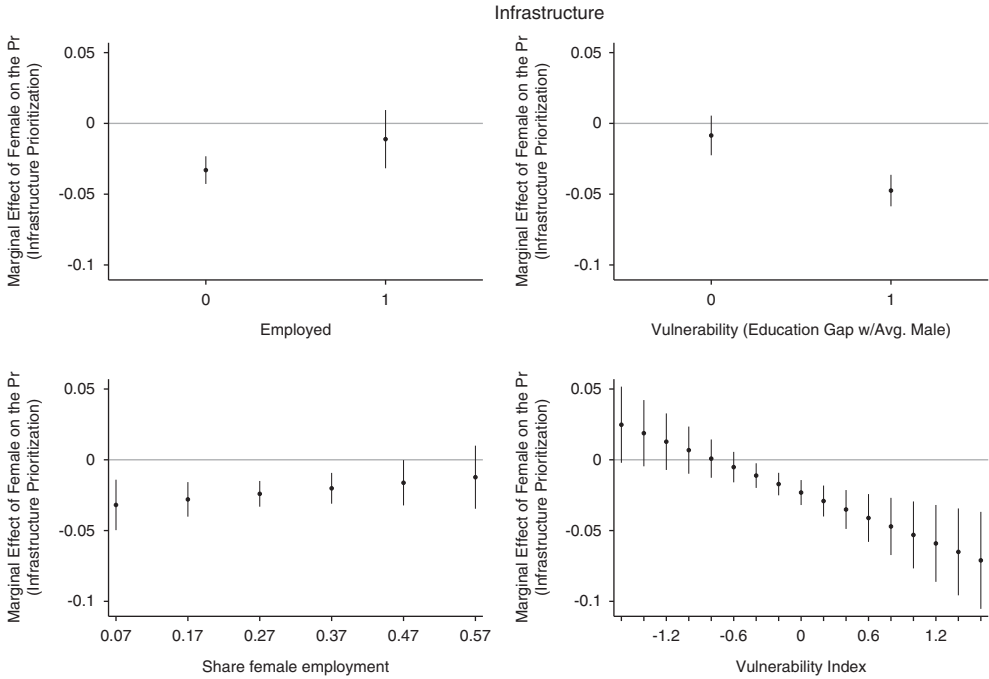 Infrastructure
Marginal Effect of Female on the Pr
(Infrastructure Prioritization)
0.05
0
-0.05
-0.1
0 1
Employed
Marginal Effect of Female on the Pr
(Infrastructure Prioritization)
0.05
0
-0.05
-0.1
0 1
Vulnerability (Education Gap w/Avg. Male)
Marginal Effect of Female on the Pr
(Infrastructure Prioritization)
0.05
0
-0.05
-0.1
0.07 0.17 0.27 0.37 0.47 0.57
Share female employment
Marginal Effect of Female on the Pr
(Infrastructure Prioritization)
0.05
0
-0.05
-0.1
-1.2 -0.6 0 0.6 1.2
Vulnerability Index